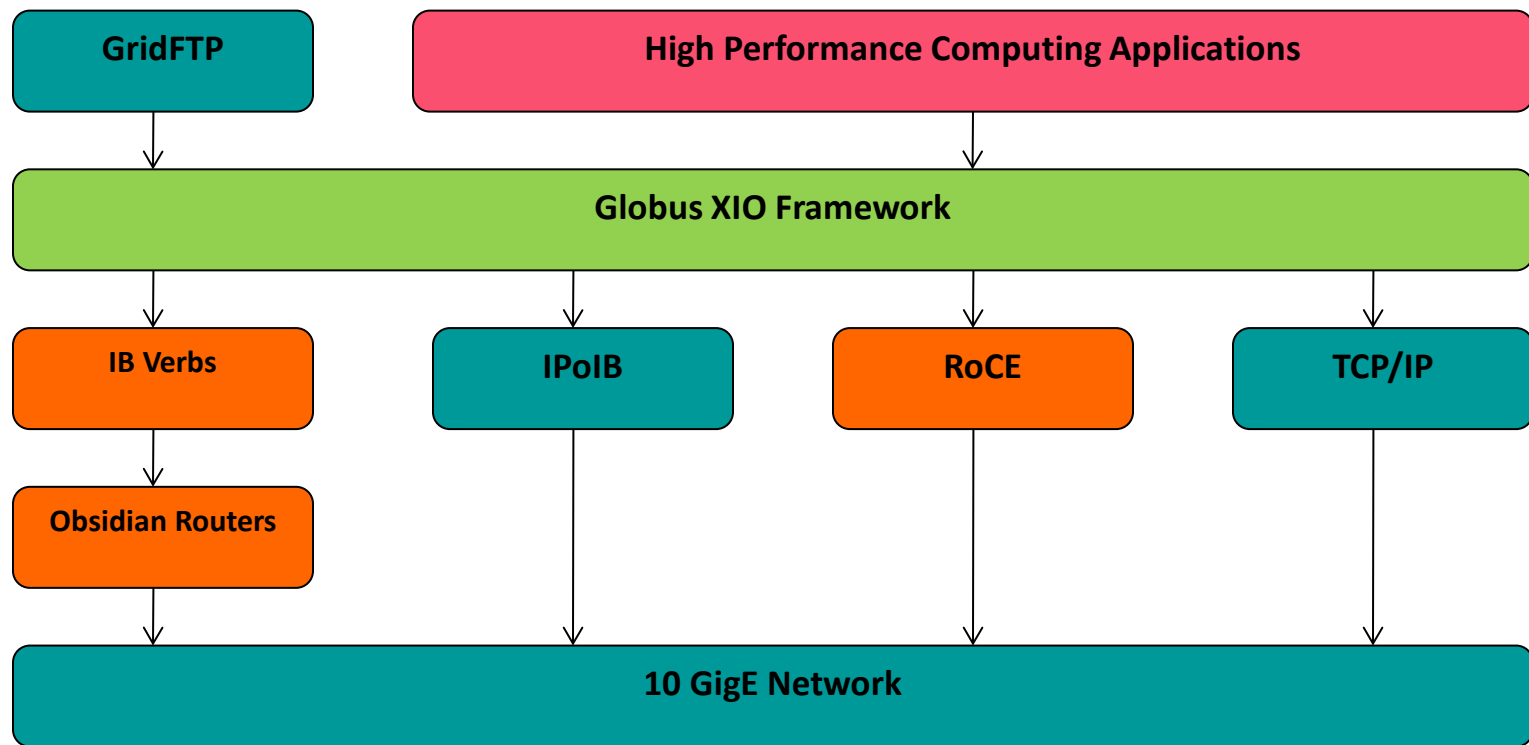 GridFTP
High Performance Computing Applications
Globus XIO Framework
IB Verbs
IPoIB
RoCE
TCP/IP
Obsidian Routers
10 GigE Network